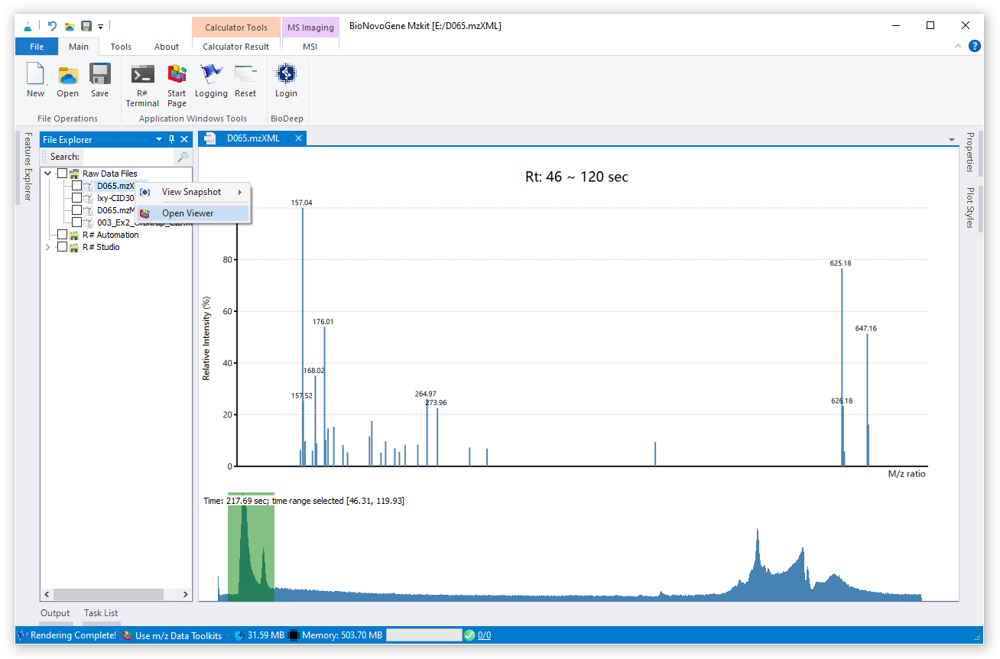 Calculator Tools
MS Imaging
BioNovoGene Mzkit [E:/D065.mzXML]
File
Main
Tools
About
Calculator Result
MSI
?
New
Open
Save
R#
Terminal
Start
Page
Logging
Reset
Login
File Operations
Application Windows Tools
BioDeep
Features Explorer
File Explorer
Search:
Raw Data Files
D065.mzX
lxy-CID30
D065.mzM
003_Ex2_Orbitrap_CID.m
R# Automation
R# Studio
View Snapshot
Open Viewer
D065.mzXML
Rt: 46 ~ 120 sec
157.04
80
625.18
60
176.01
647.16
Relative Intensity (%)
40
168.02
157.52
264.97
273.96
626.18
20
0
M/z ratio
Time: 217.69 sec; time range selected [46.31, 119.93]
Properties
Plot Styles
Output
Task List
Rendering Complete!
Use m/z Data Toolkits
31.59 MB
Memory: 503.70 MB
0/0